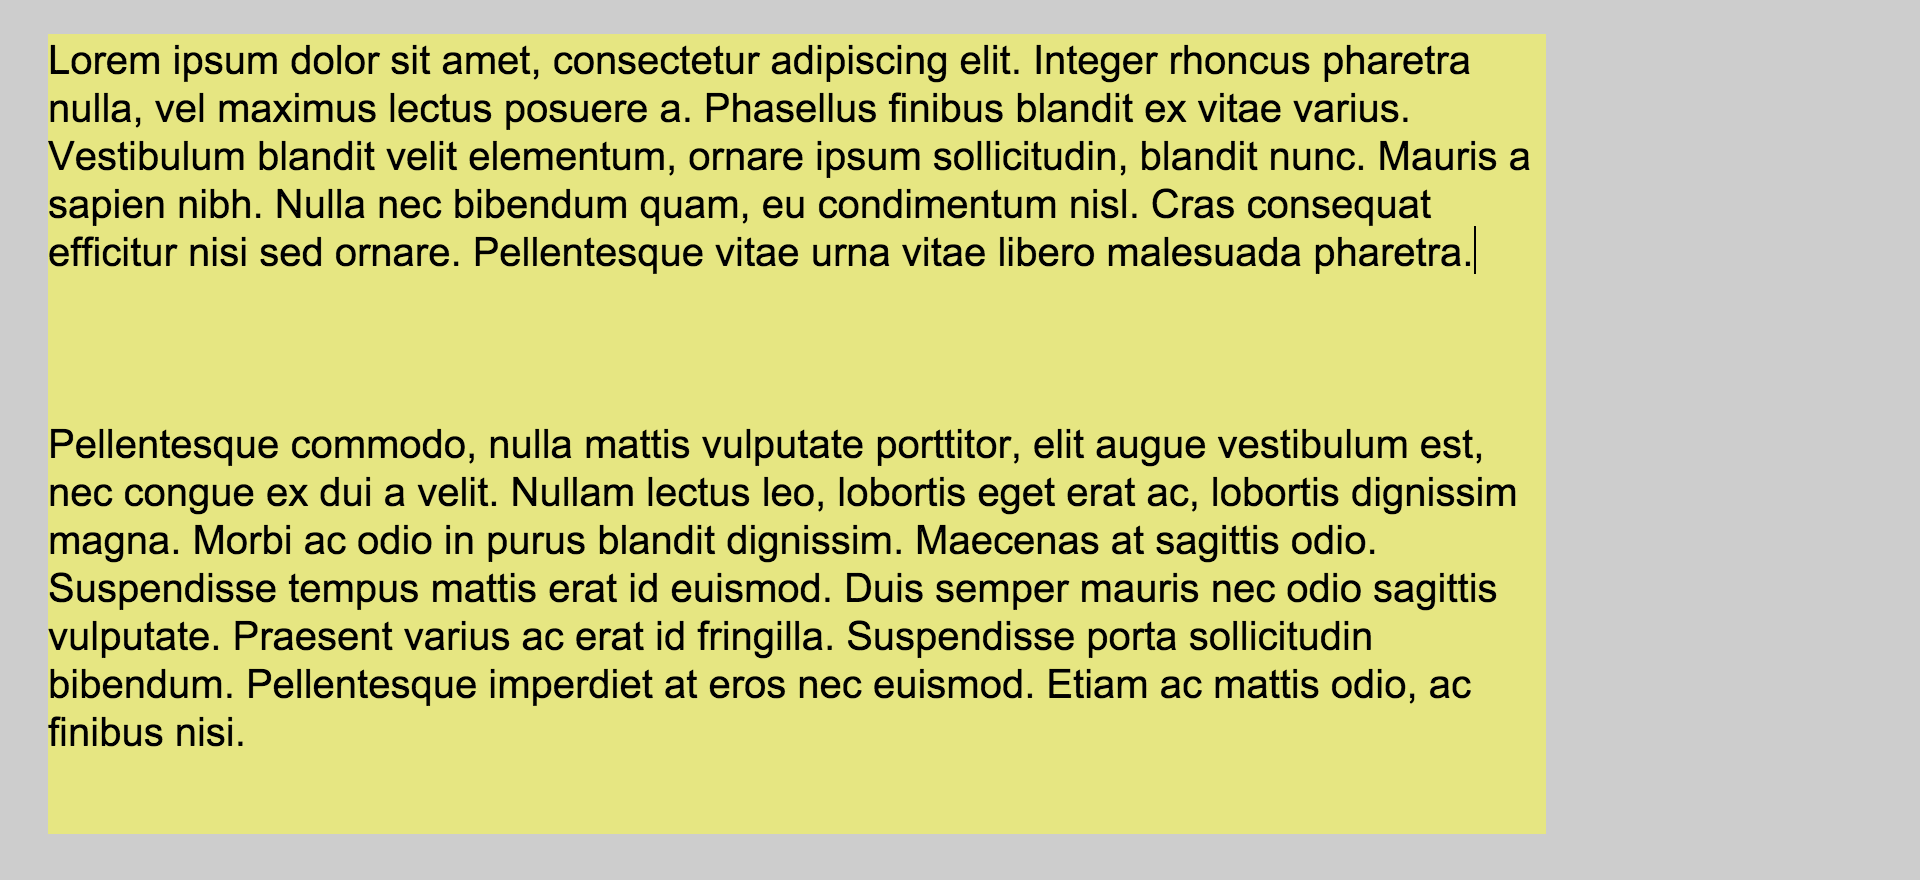 Lorem ipsum dolor sit amet, consectetur adipiscing elit. Integer rhoncus pharetra
nulla, vel maximus lectus posuere a. Phasellus finibus blandit ex vitae varius.
Vestibulum blandit velit elementum, ornare ipsum sollicitudin, blandit nunc. Mauris a
sapien nibh. Nulla nec bibendum quam, eu condimentum nisl. Cras consequat
efficitur nisi sed ornare. Pellentesque vitae urna vitae libero malesuada pharetra.
Pellentesque commodo, nulla mattis vulputate porttitor, elit augue vestibulum est,
nec congue ex dui a velit. Nullam lectus leo, lobortis eget erat ac, lobortis dignissim
magna. Morbi ac odio in purus blandit dignissim. Maecenas at sagittis odio.
Suspendisse tempus mattis erat id euismod. Duis semper mauris nec odio sagittis
vulputate. Praesent varius ac erat id fringilla. Suspendisse porta sollicitudin
bibendum. Pellentesque imperdiet at eros nec euismod. Etiam ac mattis odio, ac
finibus nisi.